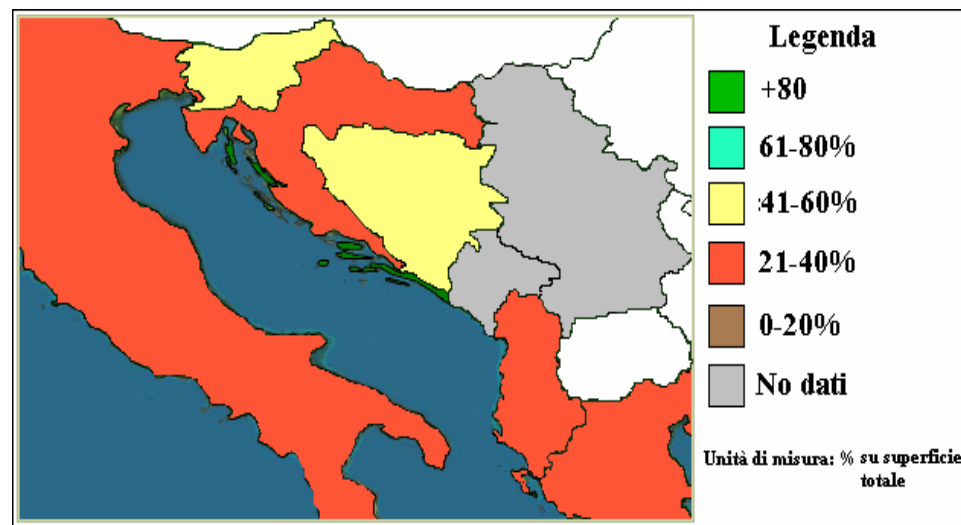 Legenda
+80
61-80%
:41-60%
21-40%
0-20%
No dati
Unità di misura: % su superficie
totale